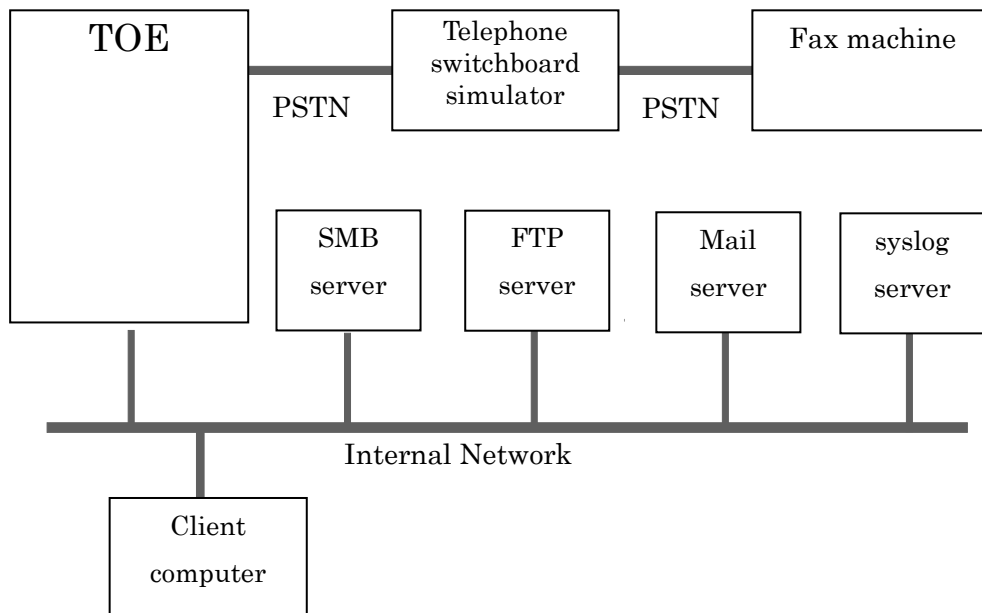 TOE
Telephone
switchboard
simulator
Fax machine
PSTN
PSTN
SMB
server
FTP
server
Mail
server
syslog
server
Internal Network
Client
computer